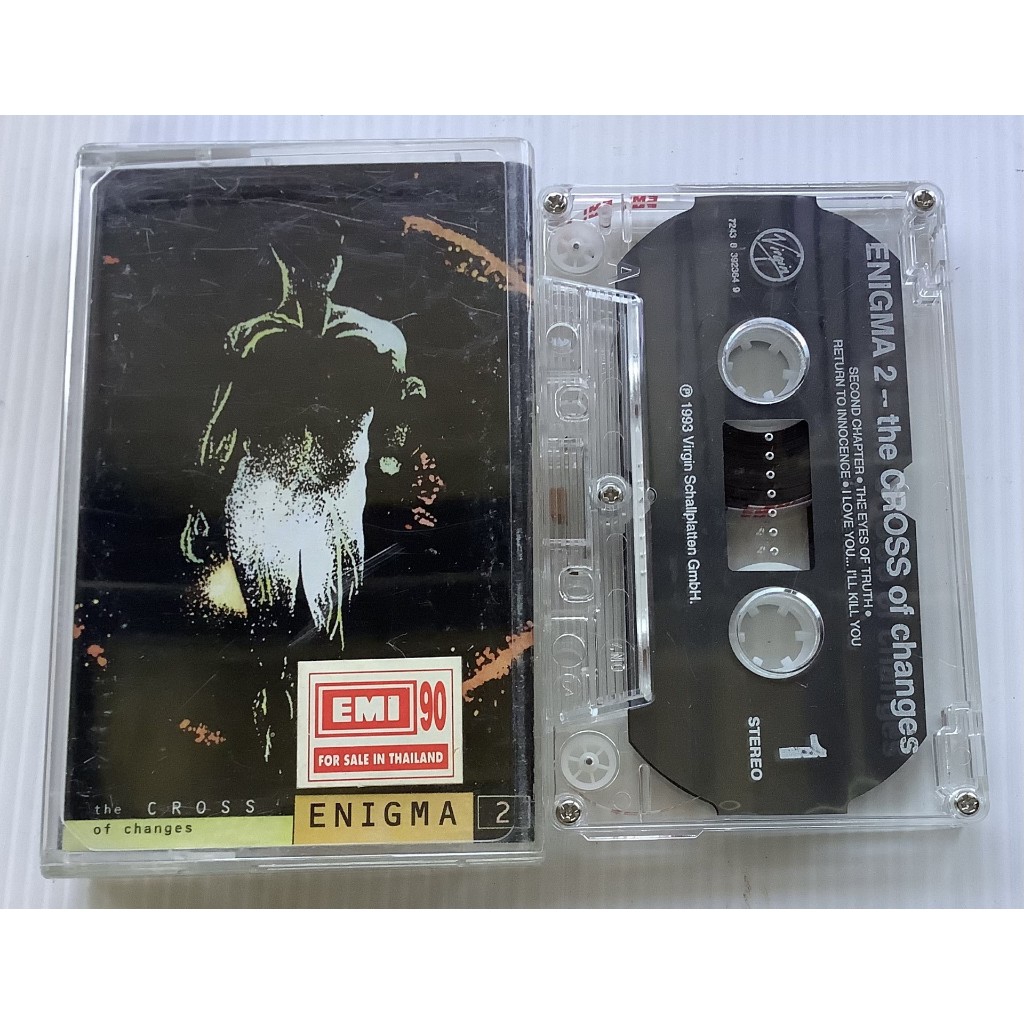 EMI 90
FOR SALE IN THAILAND
the CROSS
of changes
ENIGMA 2
Virgin
7243 8 392364 9
ENIGMA 2 -- the CROSS of changes
SECOND CHAPTER • THE EYES OF TRUTH •
RETURN TO INNOCENCE • I LOVE YOU... I'LL KILL YOU
℗ 1993 Virgin Schallplatten GmbH.
STEREO
1